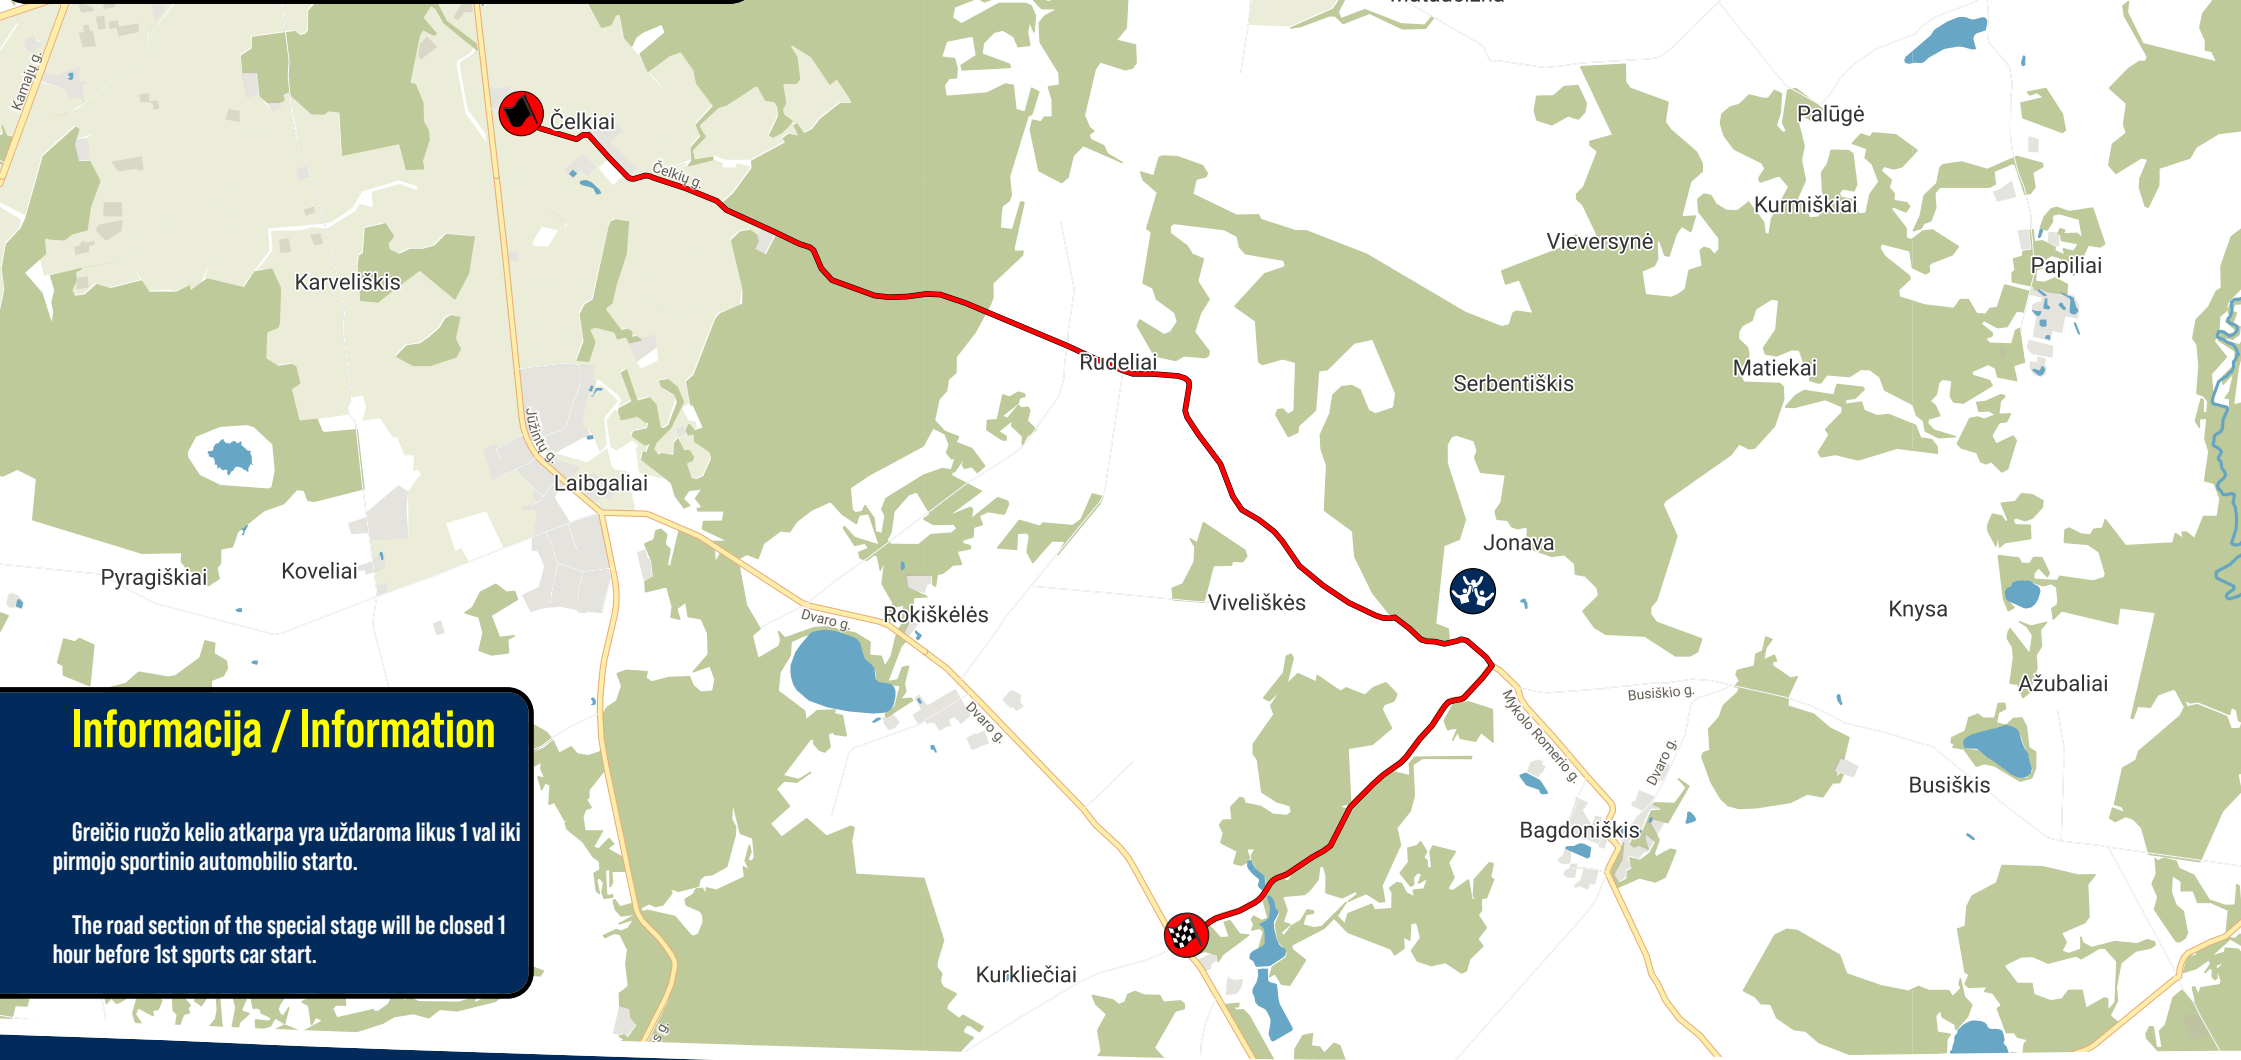 Kamajų g.
Čelkiai
Čelkių g.
Palūgė
Kurmiškiai
Vieversynė
Papiliai
Karveliškis
Rudeliai
Matiekai
Serbentiškis
Jūžintų g.
Laibgaliai
Jonava
Pyragiškiai
Koveliai
Viveliškės
Knysa
Rokiškėlės
Dvaro g.
Ažubaliai
Busiškio g.
Mykolo Romerio g.
Dvaro g.
Dvaro g.
Busiškis
Bagdoniškis
Kurkliečiai
Informacija / Information
Greičio ruožo kelio atkarpa yra uždaroma likus 1 val iki
pirmojo sportinio automobilio starto.
The road section of the special stage will be closed 1
hour before 1st sports car start.